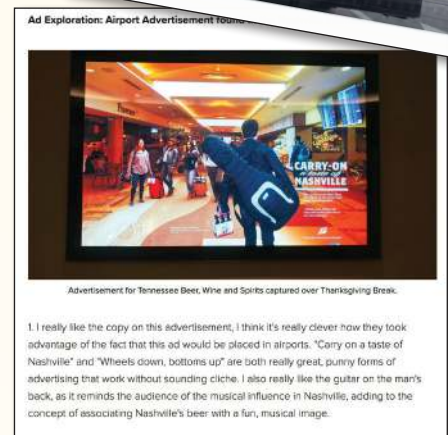 Ad Exploration: Airport Advertisement found
CARRY-ON
a taste of
NASHVILLE
Advertisement for Tennessee Beer, Wine and Spirits captured over Thanksgiving Break.
1. I really like the copy on this advertisement, I think it's really clever how they took
advantage of the fact that this ad would be placed in airports. "Carry on a taste of
Nashville" and "Wheels down, bottoms up" are both really great, punny forms of
advertising that work without sounding cliche. I also really like the guitar on the man's
back, as it reminds the audience of the musical influence in Nashville, adding to the
concept of associating Nashville's beer with a fun, musical image.